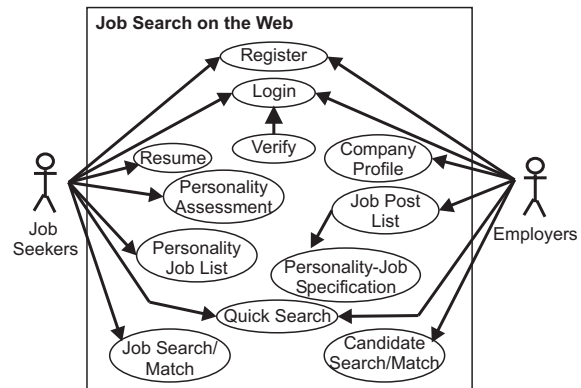 Job Search on the Web
Register
Login
Verify
Resume
Company
Profile
Personality
Assessment
Job Post
List
Job
Seekers
Employers
Personality
Job List
Personality-Job
Specification
Quick Search
Job Search/
Match
Candidate
Search/Match